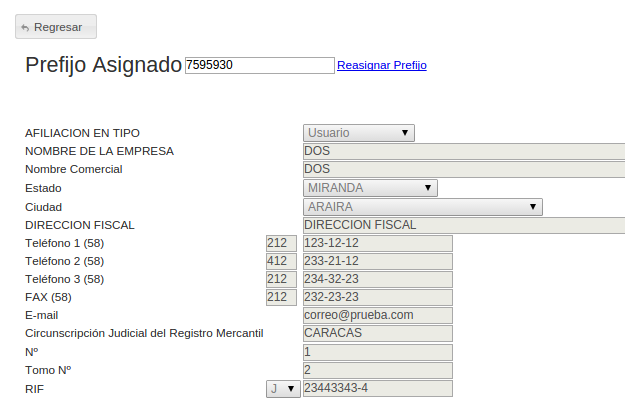 Regresar
Prefijo Asignado 7595930 Reasignar Prefijo
AFILIACION EN TIPO Usuario
NOMBRE DE LA EMPRESA DOS
Nombre Comercial DOS
Estado MIRANDA
Ciudad ARAIRA
DIRECCION FISCAL DIRECCION FISCAL
Teléfono 1 (58) 212 123-12-12
Teléfono 2 (58) 412 233-21-12
Teléfono 3 (58) 212 234-32-23
FAX (58) 212 232-23-23
E-mail correo@prueba.com
Circunscripción Judicial del Registro Mercantil CARACAS
Nº 1
Tomo Nº 2
RIF J 23443343-4